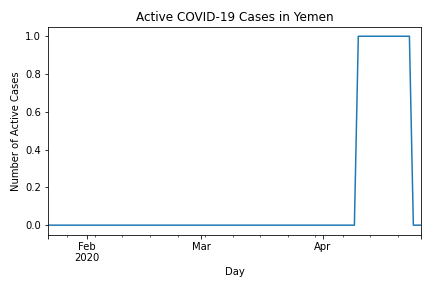 Active COVID-19 Cases in Yemen
1.0
0.8
0.6
0.4
0.2
0.0
Number of Active Cases
Feb
2020
Mar
Apr
Day